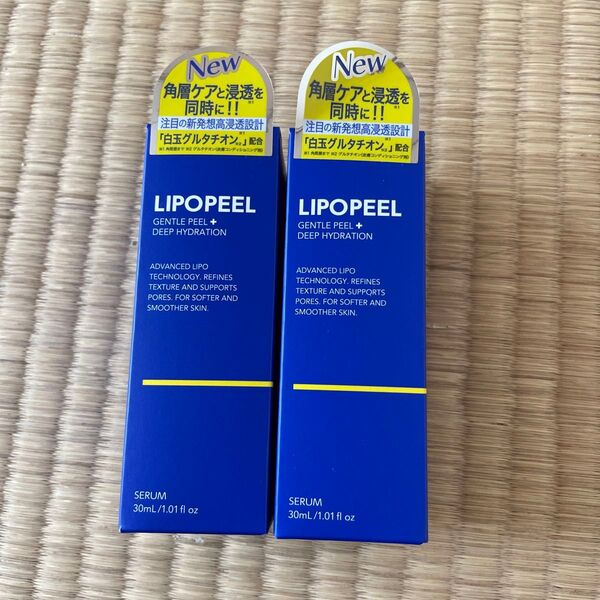 New
角層ケアと浸透を
同時に!!
注目の新発想高浸透設計
「白玉グルタチオン※2」配合
LIPOPEEL
GENTLE PEEL +
DEEP HYDRATION
ADVANCED LIPO
TECHNOLOGY. REFINES
TEXTURE AND SUPPORTS
PORES. FOR SOFTER AND
SMOOTHER SKIN.
SERUM
30mL/1.01 fl oz
New
角層ケアと浸透を
同時に!!
注目の新発想高浸透設計
「白玉グルタチオン※2」配合
LIPOPEEL
GENTLE PEEL +
DEEP HYDRATION
ADVANCED LIPO
TECHNOLOGY. REFINES
TEXTURE AND SUPPORTS
PORES. FOR SOFTER AND
SMOOTHER SKIN.
SERUM
30mL/1.01 fl oz